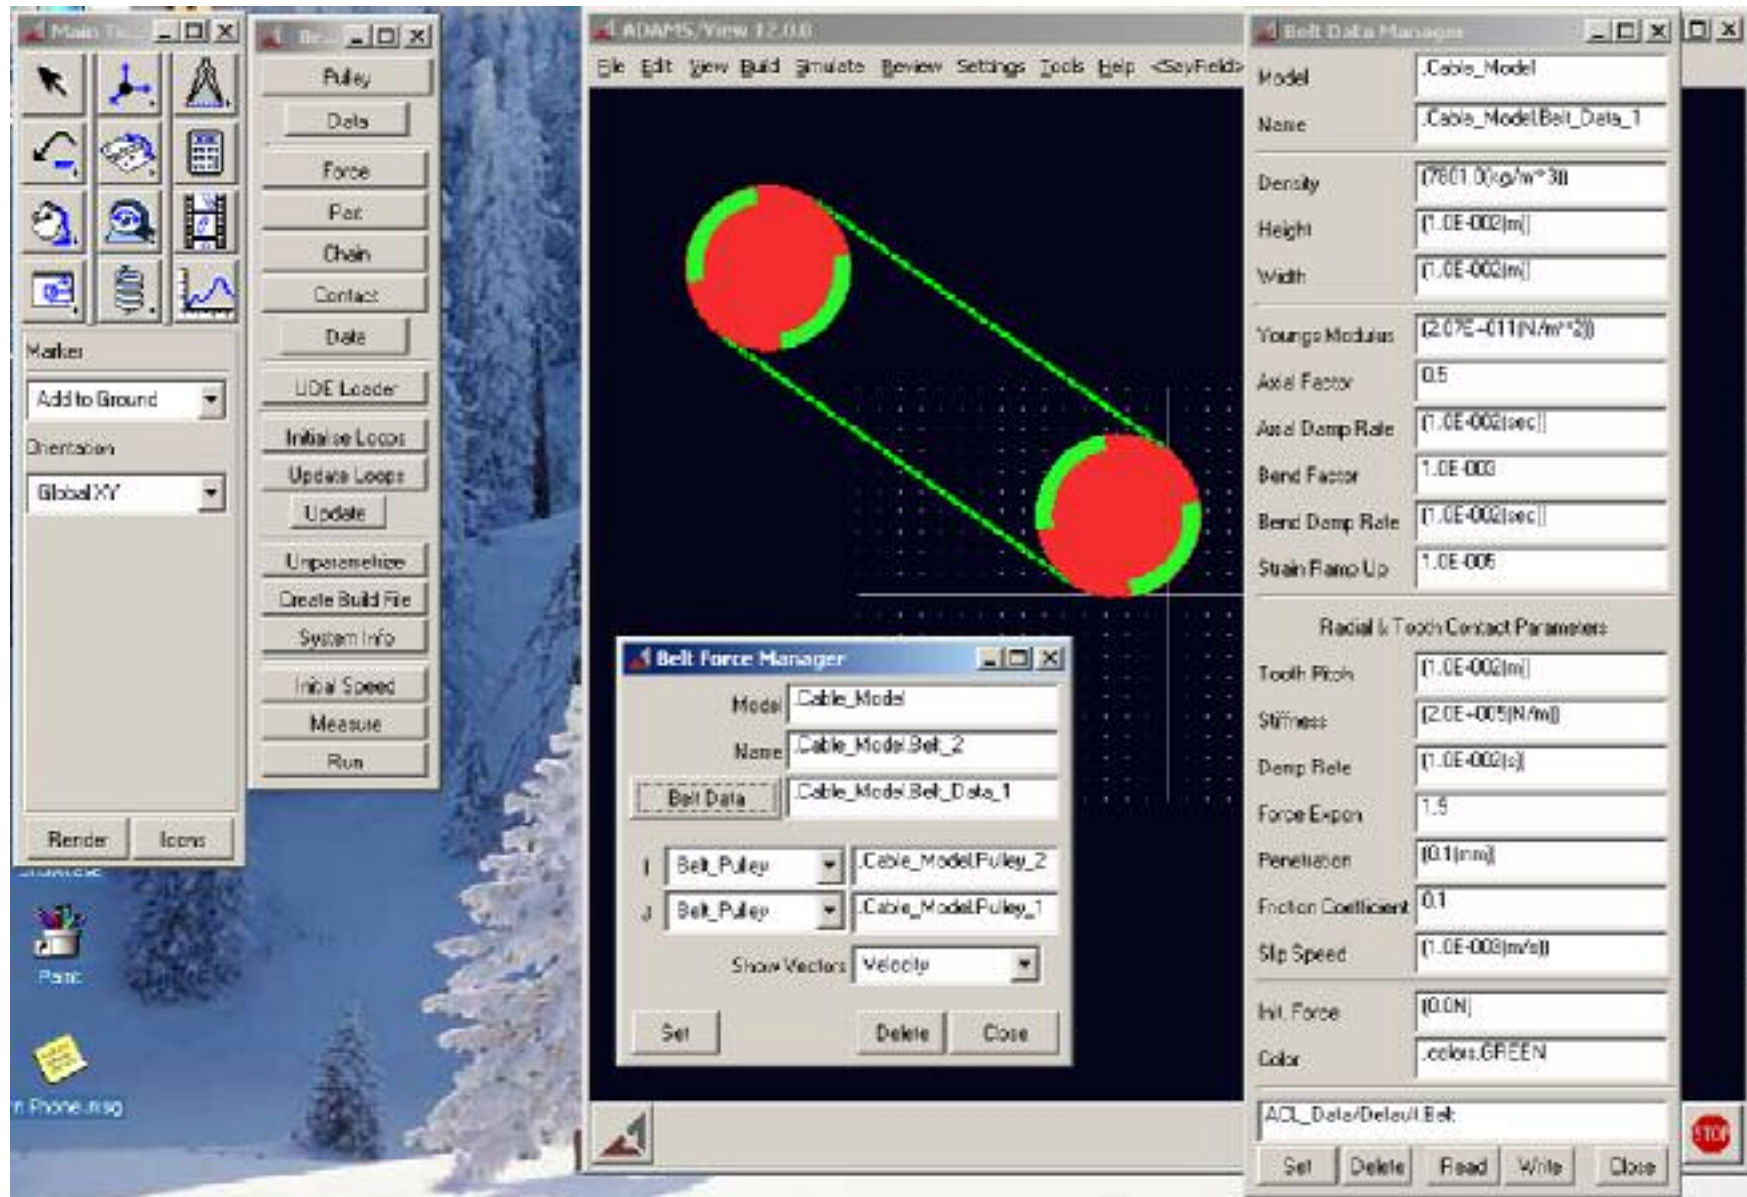 Main To...
Marker
Add to Ground
Orientation
Global XY
Render Icons
Paint
n Phone.msg
Be...
Pulley
Data
Force
Part
Chain
Contact
Data
UDE Loader
Initialise Loops
Update Loops
Update
Unparametrize
Create Build File
System Info
Initial Speed
Measure
Run
ADAMS/View 12.0.0
File Edit View Build Simulate Review Settings Tools Help <SayField>
Belt Force Manager
Model .Cable_Model
Name .Cable_Model.Belt_2
Belt Data .Cable_Model.Belt_Data_1
I Belt_Pulley .Cable_Model.Pulley_2
J Belt_Pulley .Cable_Model.Pulley_1
Show Vectors Velocity
Set Delete Close
Belt Data Manager
Model .Cable_Model
Name .Cable_Model.Belt_Data_1
Density (7801.0(kg/m**3))
Height (1.0E-002(m))
Width (1.0E-002(m))
Youngs Modulus (2.07E+011(N/m**2))
Axial Factor 0.5
Axial Damp Rate (1.0E-002(sec))
Bend Factor 1.0E-003
Bend Damp Rate (1.0E-002(sec))
Strain Ramp Up 1.0E-005
Radial & Tooth Contact Parameters
Tooth Pitch (1.0E-002(m))
Stiffness (2.0E+005(N/m))
Damp Rate (1.0E-002(s))
Force Expon 1.5
Penetration (0.1(mm))
Friction Coefficient 0.1
Slip Speed (1.0E-003(m/s))
Init. Force (0.0N)
Color .colors.GREEN
ACL_Data/Default.Belt
Set Delete Read Write Close
STOP